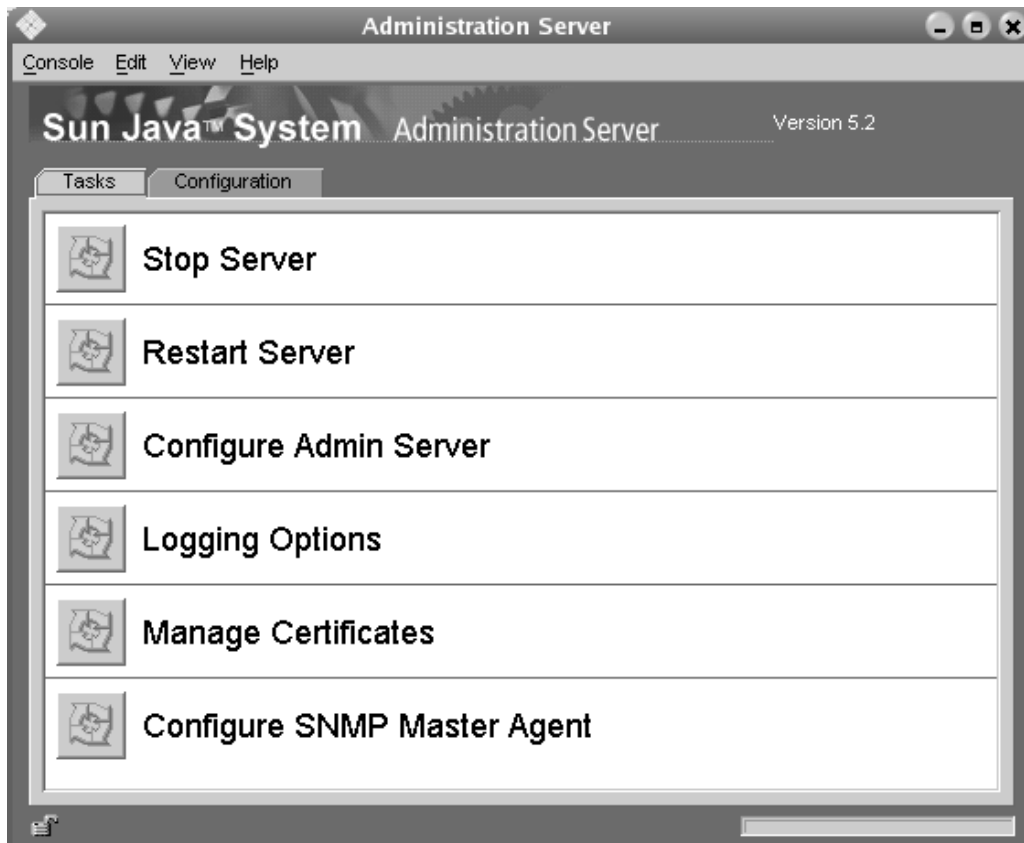 Administration Server
Console Edit View Help
Sun Java™ System Administration Server Version 5.2
Tasks Configuration
Stop Server
Restart Server
Configure Admin Server
Logging Options
Manage Certificates
Configure SNMP Master Agent